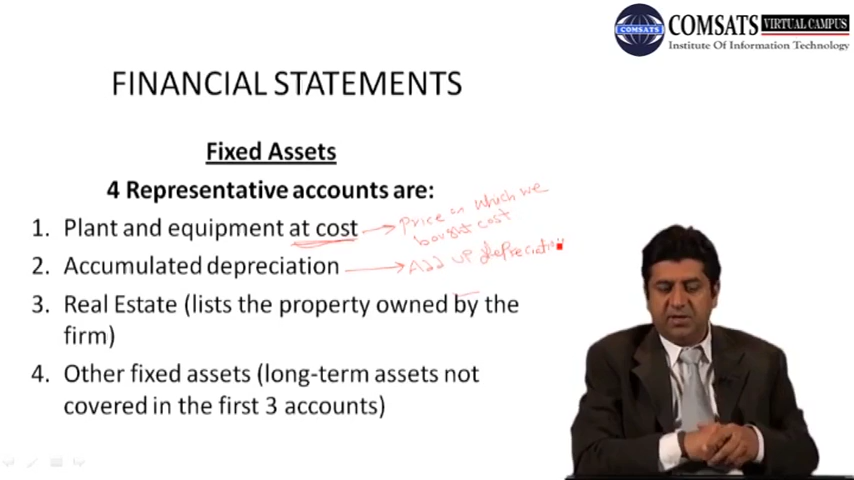 COMSATS VIRTUAL CAMPUS
COMSATS
Institute Of Information Technology
FINANCIAL STATEMENTS
Fixed Assets
4 Representative accounts are:
1. Plant and equipment at cost
Price on which we
bought cost
2. Accumulated depreciation
Add up depreciation
3. Real Estate (lists the property owned by the
firm)
4. Other fixed assets (long-term assets not
covered in the first 3 accounts)